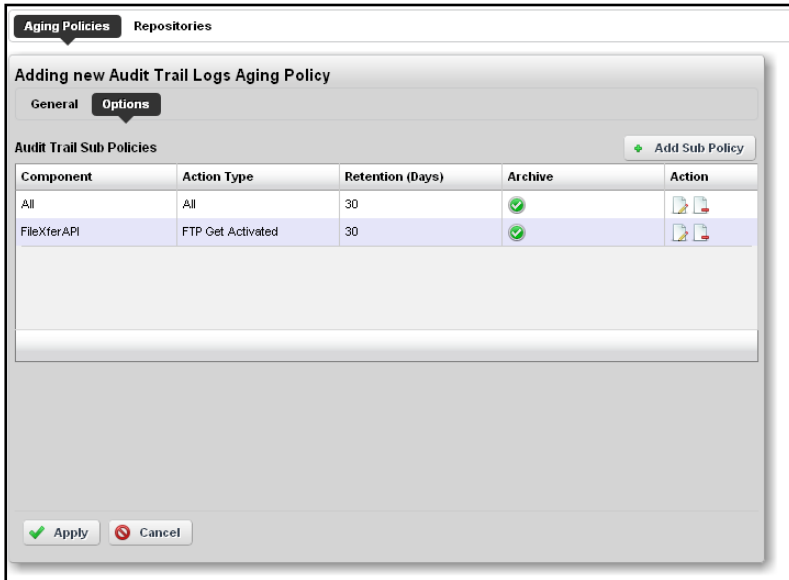 Aging Policies Repositories
Adding new Audit Trail Logs Aging Policy
General Options
Audit Trail Sub Policies Add Sub Policy
Component Action Type Retention (Days) Archive Action
All All 30
FileXferAPI FTP Get Activated 30
Apply Cancel